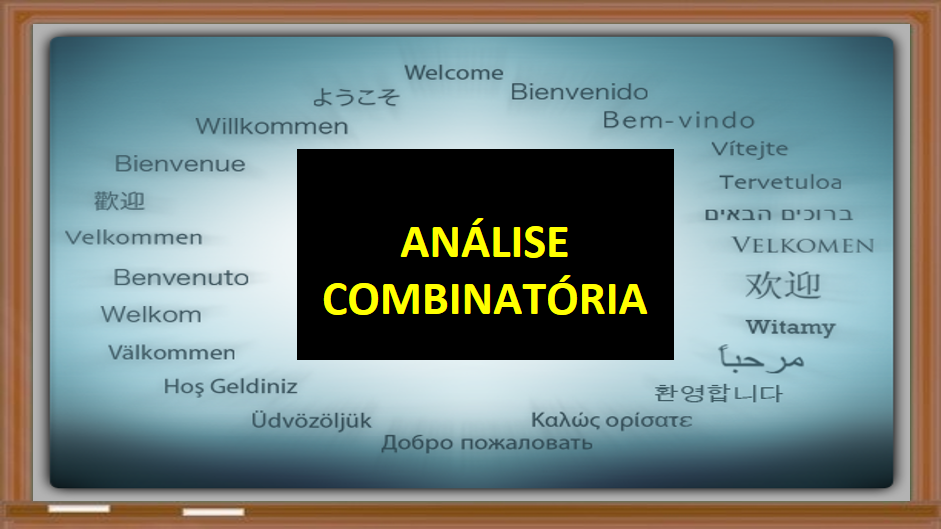 Welcome
ようこそ
Bienvenido
Willkommen
Bem-vindo
Bienvenue
Vítejte
Tervetuloa
歡迎
ברוכים הבאים
Velkommen
VELKOMEN
Benvenuto
欢迎
Welkom
Witamy
Välkommen
مرحباً
Hoş Geldiniz
환영합니다
Üdvözöljük
Καλώς ορίσατε
Добро пожаловать
ANÁLISE
COMBINATÓRIA